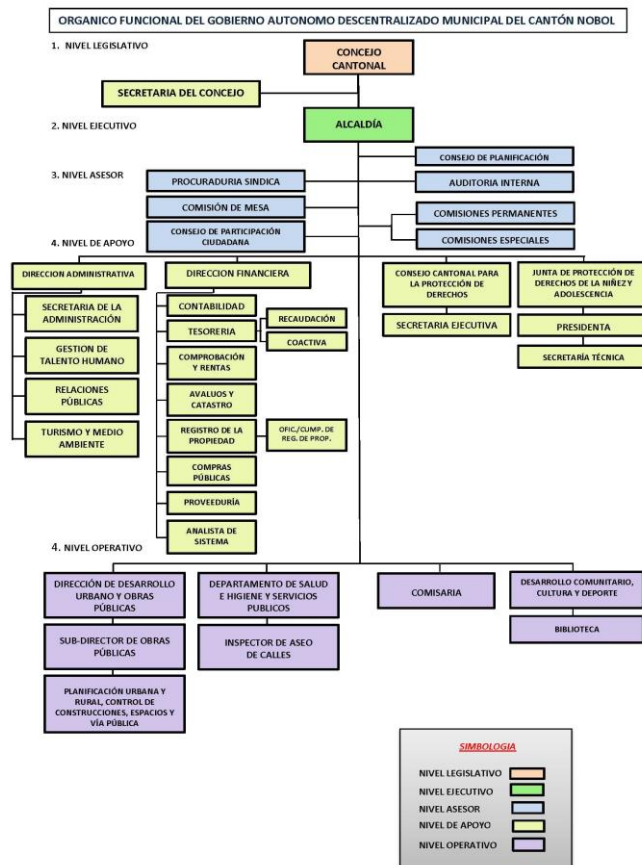 ORGANICO FUNCIONAL DEL GOBIERNO AUTONOMO DESCENTRALIZADO MUNICIPAL DEL CANTÓN NOBOL
1. NIVEL LEGISLATIVO
CONCEJO
CANTONAL
SECRETARIA DEL CONCEJO
2. NIVEL EJECUTIVO
ALCALDÍA
CONSEJO DE PLANIFICACIÓN
3. NIVEL ASESOR
PROCURADURIA SINDICA
AUDITORIA INTERNA
COMISIÓN DE MESA
COMISIONES PERMANENTES
CONSEJO DE PARTICIPACIÓN
CIUDADANA
COMISIONES ESPECIALES
4. NIVEL DE APOYO
DIRECCION ADMINISTRATIVA
SECRETARIA DE LA
ADMINISTRACIÓN
GESTION DE
TALENTO HUMANO
RELACIONES
PÚBLICAS
TURISMO Y MEDIO
AMBIENTE
DIRECCION FINANCIERA
CONTABILIDAD
TESORERIA
RECAUDACIÓN
COACTIVA
COMPROBACIÓN
Y RENTAS
AVALUOS Y
CATASTRO
REGISTRO DE LA
PROPIEDAD
OFIC./CUMP. DE
REG. DE PROP.
COMPRAS
PÚBLICAS
PROVEEDURÍA
ANALISTA DE
SISTEMA
CONSEJO CANTONAL PARA
LA PROTECCIÓN DE
DERECHOS
SECRETARIA EJECUTIVA
JUNTA DE PROTECCIÓN DE
DERECHOS DE LA NIÑEZ Y
ADOLESCENCIA
PRESIDENTA
SECRETARÍA TÉCNICA
4. NIVEL OPERATIVO
DIRECCIÓN DE DESARROLLO
URBANO Y OBRAS
PÚBLICAS
SUB-DIRECTOR DE OBRAS
PÚBLICAS
PLANIFICACIÓN URBANA Y
RURAL, CONTROL DE
CONSTRUCCIONES, ESPACIOS Y
VÍA PÚBLICA
DEPARTAMENTO DE SALUD
E HIGIENE Y SERVICIOS
PUBLICOS
INSPECTOR DE ASEO
DE CALLES
COMISARIA
DESARROLLO COMUNITARIO,
CULTURA Y DEPORTE
BIBLIOTECA
SIMBOLOGIA
NIVEL LEGISLATIVO
NIVEL EJECUTIVO
NIVEL ASESOR
NIVEL DE APOYO
NIVEL OPERATIVO